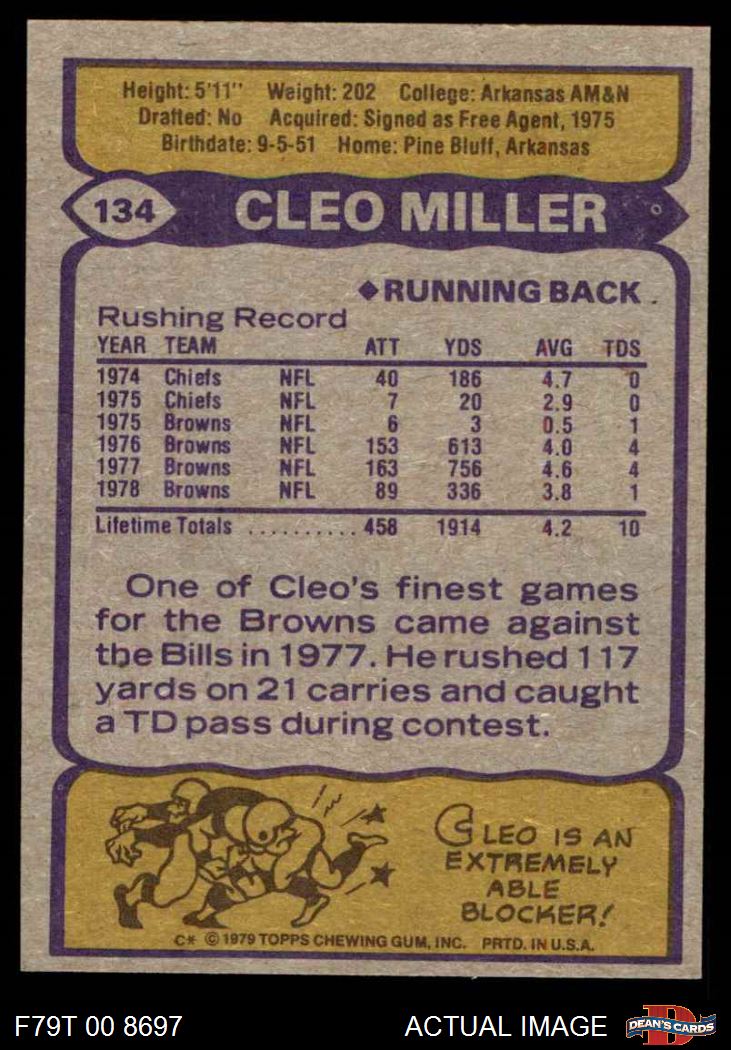 Height: 5'11" Weight: 202 College: Arkansas AM&N
Drafted: No Acquired: Signed as Free Agent, 1975
Birthdate: 9-5-51 Home: Pine Bluff, Arkansas
134 CLEO MILLER
◆RUNNING BACK
Rushing Record
YEAR TEAM ATT YDS AVG TDS
1974 Chiefs NFL 40 186 4.7 0
1975 Chiefs NFL 7 20 2.9 0
1975 Browns NFL 6 3 0.5 1
1976 Browns NFL 153 613 4.0 4
1977 Browns NFL 163 756 4.6 4
1978 Browns NFL 89 336 3.8 1
Lifetime Totals .......... 458 1914 4.2 10
One of Cleo's finest games
for the Browns came against
the Bills in 1977. He rushed 117
yards on 21 carries and caught
a TD pass during contest.
CLEO IS AN
EXTREMELY
ABLE
BLOCKER!
C* © 1979 TOPPS CHEWING GUM, INC. PRTD. IN U.S.A.
F79T 00 8697 ACTUAL IMAGE D DEAN'S CARDS